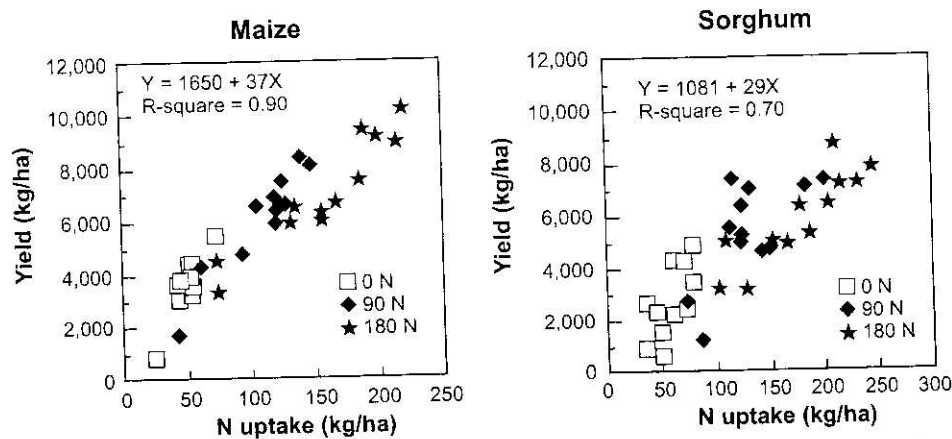 Maize
12,000
10,000
8,000
6,000
4,000
2,000
0
Yield (kg/ha)
Y = 1650 + 37X
R-square = 0.90
0 N
90 N
180 N
0 50 100 150 200 250
N uptake (kg/ha)
Sorghum
12,000
10,000
8,000
6,000
4,000
2,000
0
Yield (kg/ha)
Y = 1081 + 29X
R-square = 0.70
0 N
90 N
180 N
0 50 100 150 200 250 300
N uptake (kg/ha)